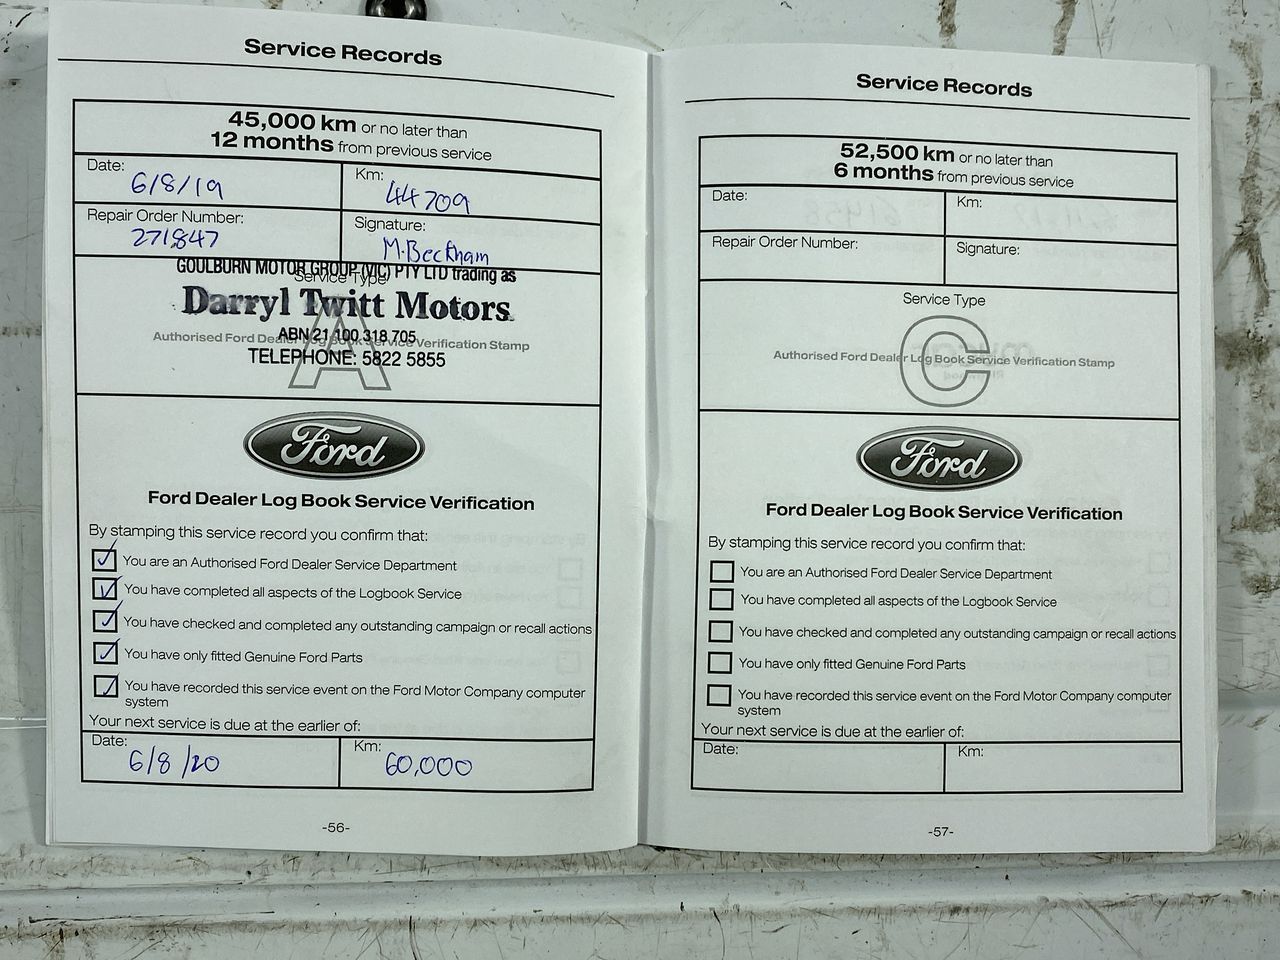 Service Records
45,000 km or no later than
12 months from previous service
Date:
6/8/19
Km:
44709
Repair Order Number:
271847
Signature:
M.Beckham
Service Type
GOULBURN MOTOR GROUP (VIC) PTY LTD trading as
Darryl Twitt Motors
ABN 21 100 318 705
Authorised Ford Dealer Log Book Service Verification Stamp
TELEPHONE: 5822 5855
A
Ford
Ford Dealer Log Book Service Verification
By stamping this service record you confirm that:
You are an Authorised Ford Dealer Service Department
You have completed all aspects of the Logbook Service
You have checked and completed any outstanding campaign or recall actions
You have only fitted Genuine Ford Parts
You have recorded this service event on the Ford Motor Company computer
system
Your next service is due at the earlier of:
Date:
6/8/20
Km:
60,000
-56-
Service Records
52,500 km or no later than
6 months from previous service
Date:
Km:
Repair Order Number:
Signature:
Service Type
Authorised Ford Dealer Log Book Service Verification Stamp
C
Ford
Ford Dealer Log Book Service Verification
By stamping this service record you confirm that:
You are an Authorised Ford Dealer Service Department
You have completed all aspects of the Logbook Service
You have checked and completed any outstanding campaign or recall actions
You have only fitted Genuine Ford Parts
You have recorded this service event on the Ford Motor Company computer
system
Your next service is due at the earlier of:
Date:
Km:
-57-